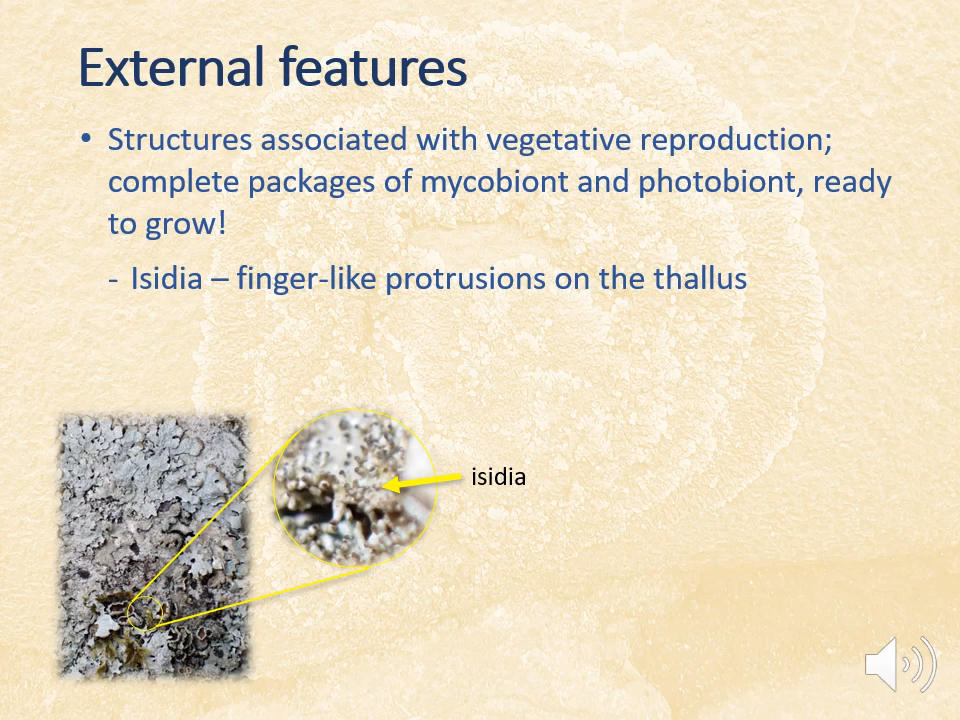 External features
• Structures associated with vegetative reproduction;
complete packages of mycobiont and photobiont, ready
to grow!
- Isidia – finger-like protrusions on the thallus
isidia